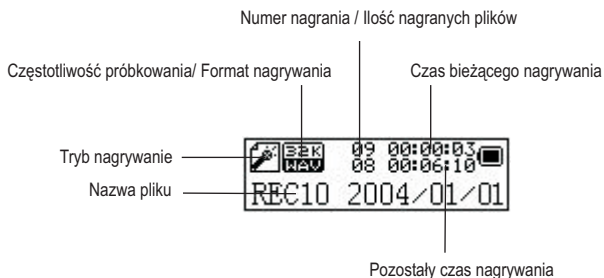 Numer nagrania / Ilość nagranych plików
Częstotliwość próbkowania/ Format nagrywania
Czas bieżącego nagrywania
Tryb nagrywanie
32K 09 00:00:03
WAV 08 00:06:10
Nazwa pliku
REC10 2004/01/01
Pozostały czas nagrywania